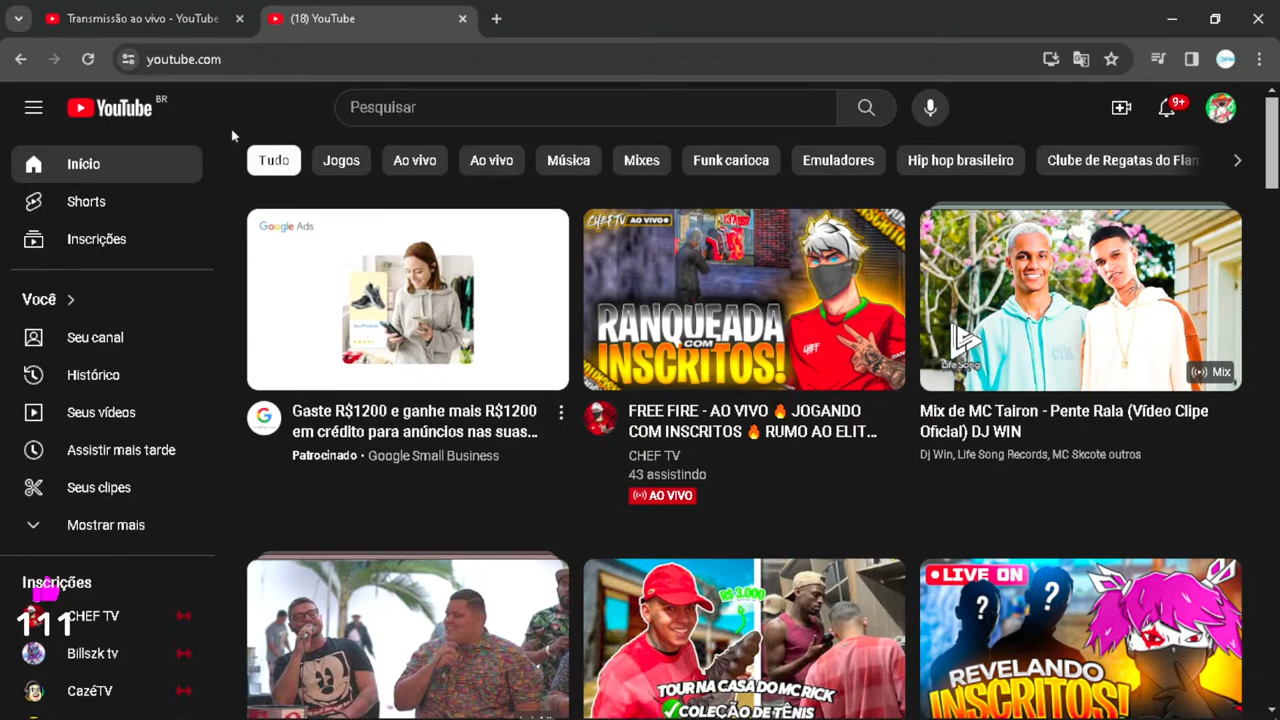 Transmissão ao vivo - YouTube
(18) YouTube
youtube.com
YouTube BR
Pesquisar
9+
Início
Shorts
Inscrições
Você
Seu canal
Histórico
Seus vídeos
Assistir mais tarde
Seus clipes
Mostrar mais
Inscrições
CHEF TV
111
Billszk tv
CazéTV
Tudo
Jogos
Ao vivo
Ao vivo
Música
Mixes
Funk carioca
Emuladores
Hip hop brasileiro
Clube de Regatas do Flam
Google Ads
Gaste R$1200 e ganhe mais R$1200
em crédito para anúncios nas suas...
Patrocinado • Google Small Business
CHEFTV AO VIVO
RANQUEADA
COM
INSCRITOS!
CHEF
FREE FIRE - AO VIVO 🔥 JOGANDO
COM INSCRITOS 🔥 RUMO AO ELIT...
CHEF TV
43 assistindo
AO VIVO
Life Song
Mix
Mix de MC Tairon - Pente Rala (Vídeo Clipe
Oficial) DJ WIN
Dj Win, Life Song Records, MC Skcote outros
R$ 3.000
TOUR NA CASA DO MC RICK
COLEÇÃO DE TÊNIS
LIVE ON
? ?
REVELANDO
INSCRITOS!